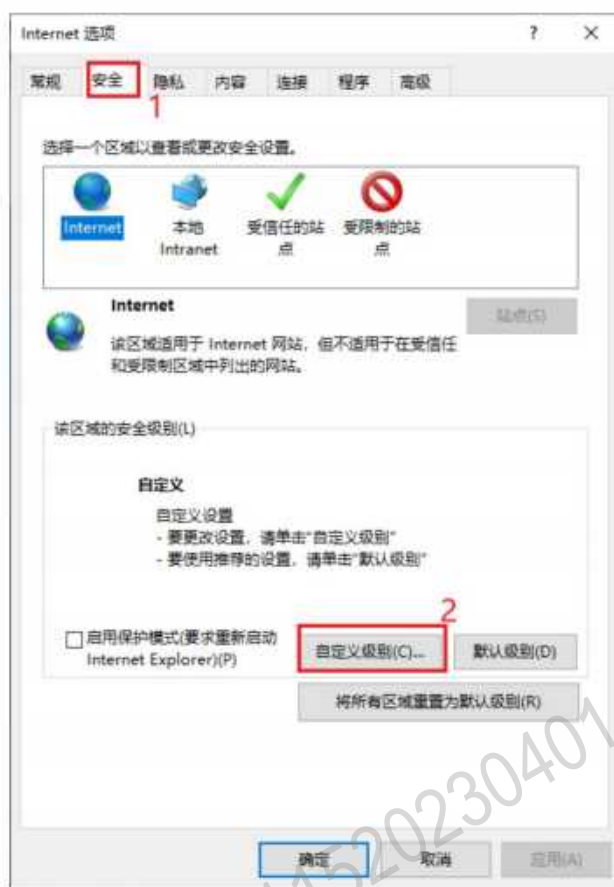 Internet 选项 ? ×
常规 安全 隐私 内容 连接 程序 高级
1
选择一个区域以查看或更改安全设置。
Internet 本地 Intranet 受信任的站点 受限制的站点
Internet
站点(S)
该区域适用于 Internet 网站，但不适用于在受信任
和受限制区域中列出的网站。
该区域的安全级别(L)
自定义
自定义设置
- 要更改设置，请单击"自定义级别"
- 要使用推荐的设置，请单击"默认级别"
2
启用保护模式(要求重新启动
Internet Explorer)(P)
自定义级别(C)... 默认级别(D)
将所有区域重置为默认级别(R)
确定 取消 应用(A)